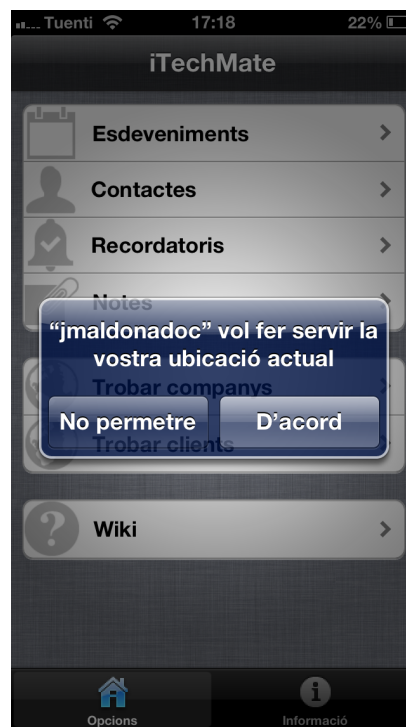 Tuenti 17:18 22%
iTechMate
Esdeveniments
Contactes
Recordatoris
Notes
“jmaldonadoc” vol fer servir la
vostra ubicació actual
Trobar companys
No permetre D’acord
Trobar clients
Wiki
Opcions Informació